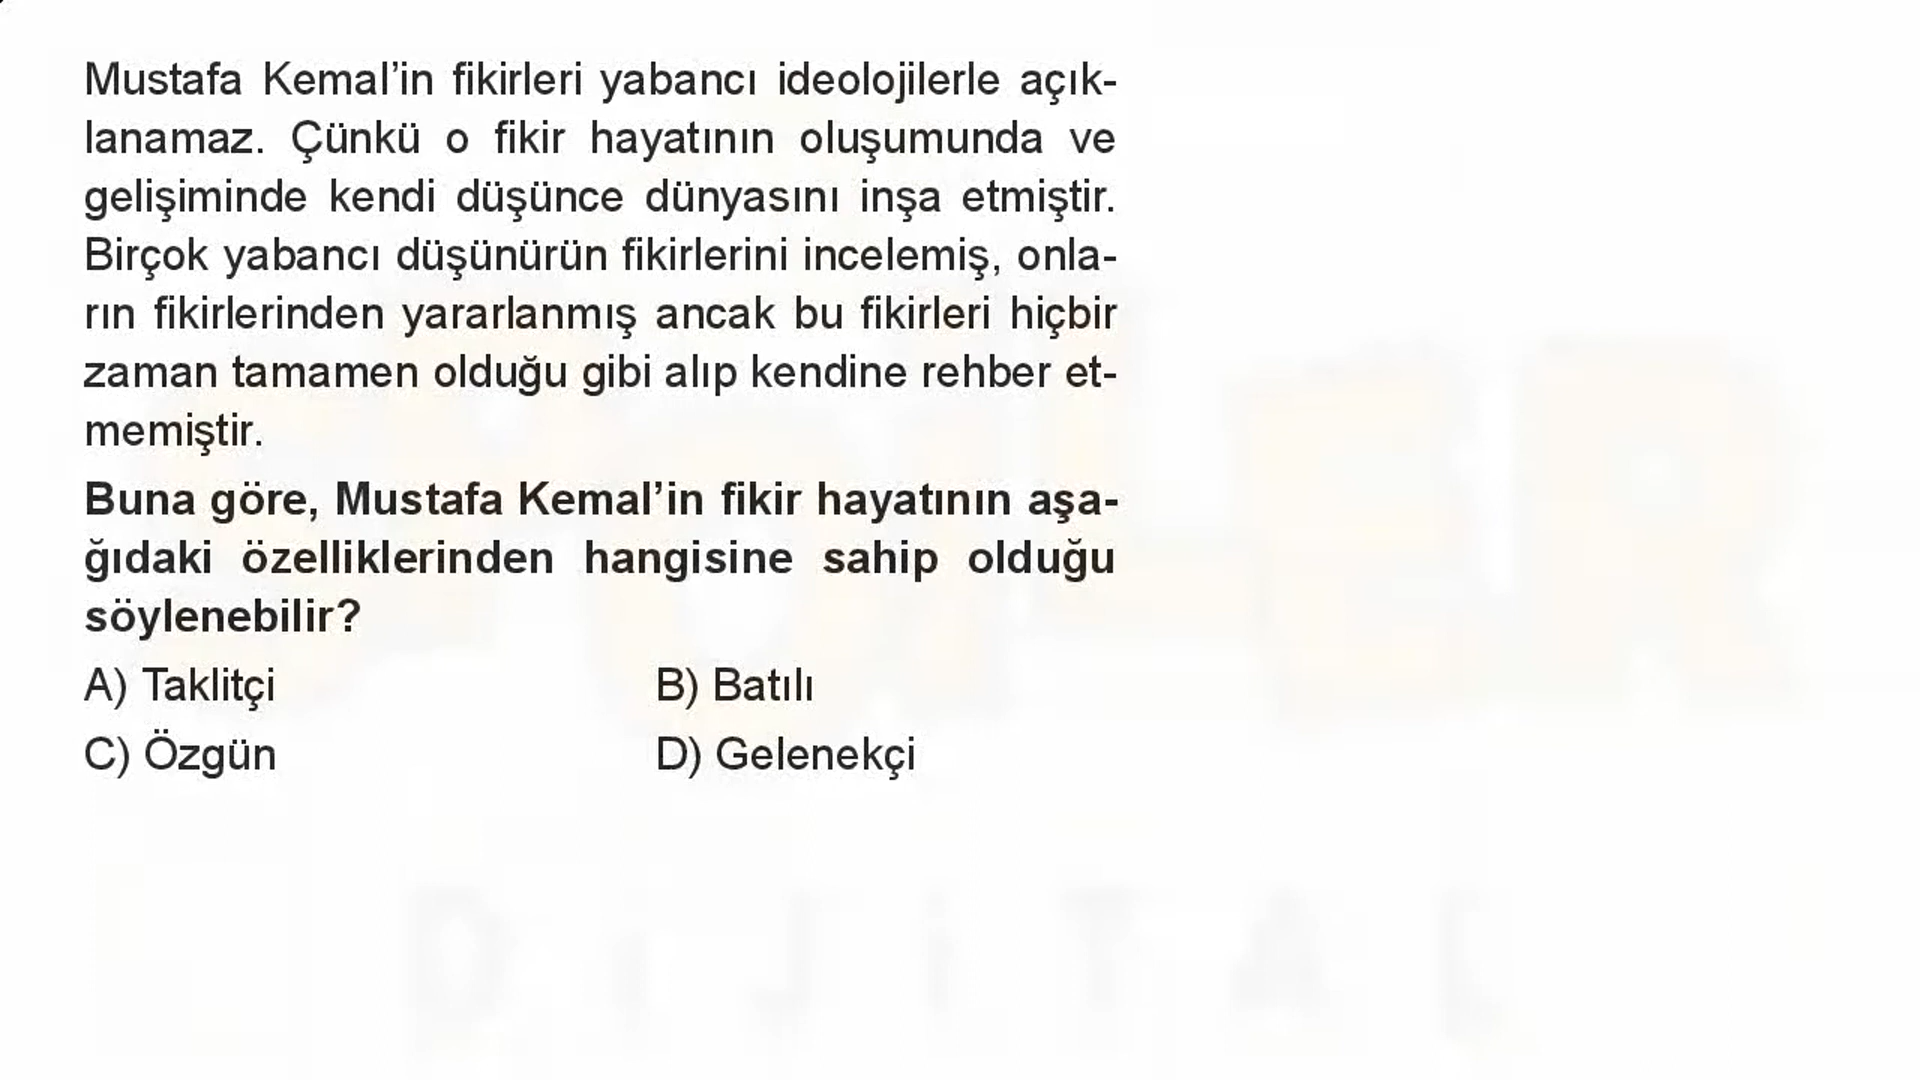 Mustafa Kemal’in fikirleri yabancı ideolojilerle açık-
lanamaz. Çünkü o fikir hayatının oluşumunda ve
gelişiminde kendi düşünce dünyasını inşa etmiştir.
Birçok yabancı düşünürün fikirlerini incelemiş, onla-
rın fikirlerinden yararlanmış ancak bu fikirleri hiçbir
zaman tamamen olduğu gibi alıp kendine rehber et-
memiştir.
Buna göre, Mustafa Kemal’in fikir hayatının aşa-
ğıdaki özelliklerinden hangisine sahip olduğu
söylenebilir?
A) Taklitçi B) Batılı
C) Özgün D) Gelenekçi
DİJİTAL